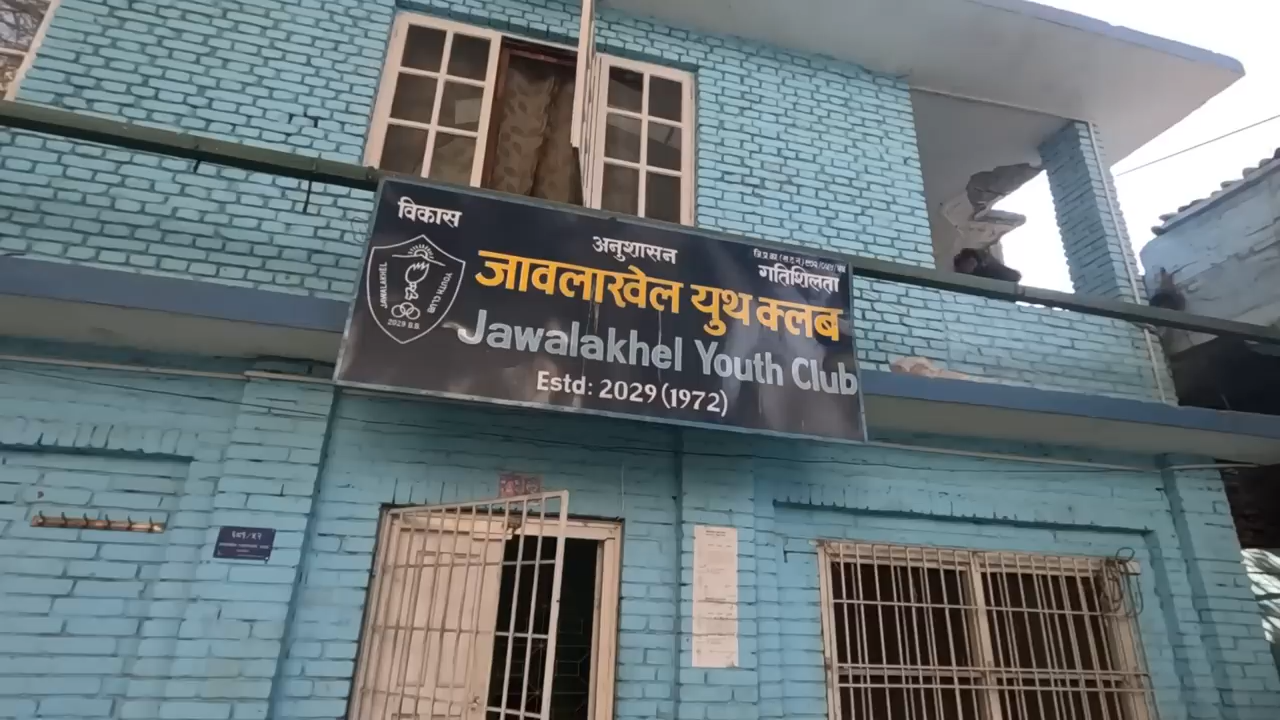 विकास
अनुशासन
गतिशिलता
जावलाखेल युथ क्लब
Jawalakhel Youth Club
Estd: 2029 (1972)
JAWALAKHEL
YOUTH CLUB
2029 B.S.